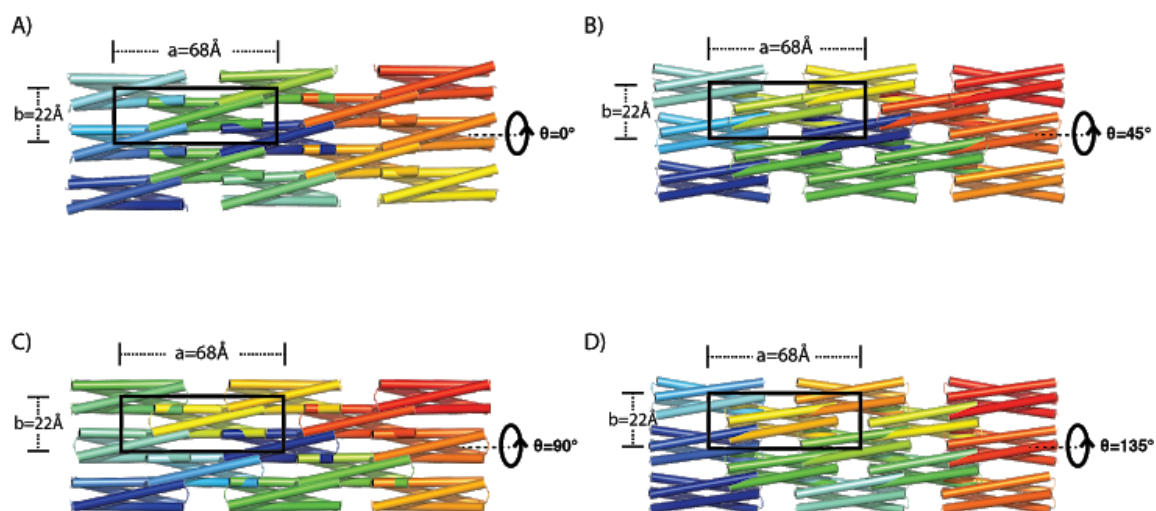 A)
a=68Å
b=22Å
θ=0°
B)
a=68Å
b=22Å
θ=45°
C)
a=68Å
b=22Å
θ=90°
D)
a=68Å
b=22Å
θ=135°